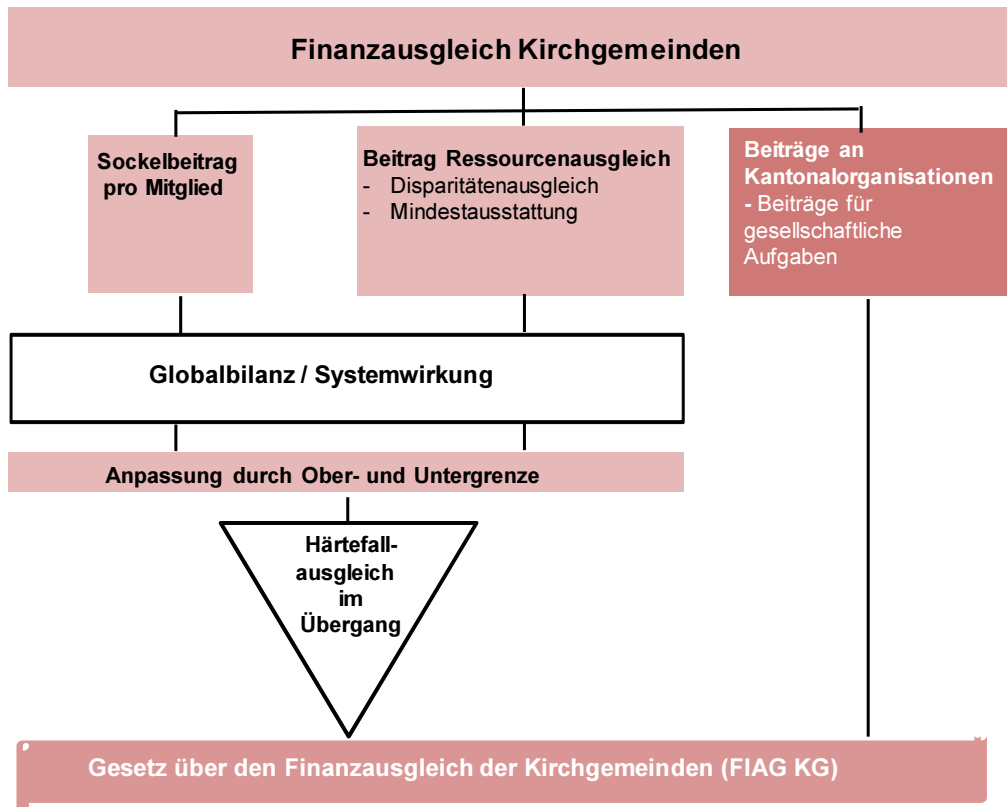 Finanzausgleich Kirchgemeinden
Sockelbeitrag
pro Mitglied
Beitrag Ressourcenausgleich
- Disparitätenausgleich
- Mindestausstattung
Beiträge an
Kantonalorganisationen
- Beiträge für
gesellschaftliche
Aufgaben
Globalbilanz / Systemwirkung
Anpassung durch Ober- und Untergrenze
Härtefall-
ausgleich
im
Übergang
Gesetz über den Finanzausgleich der Kirchgemeinden (FIAG KG)